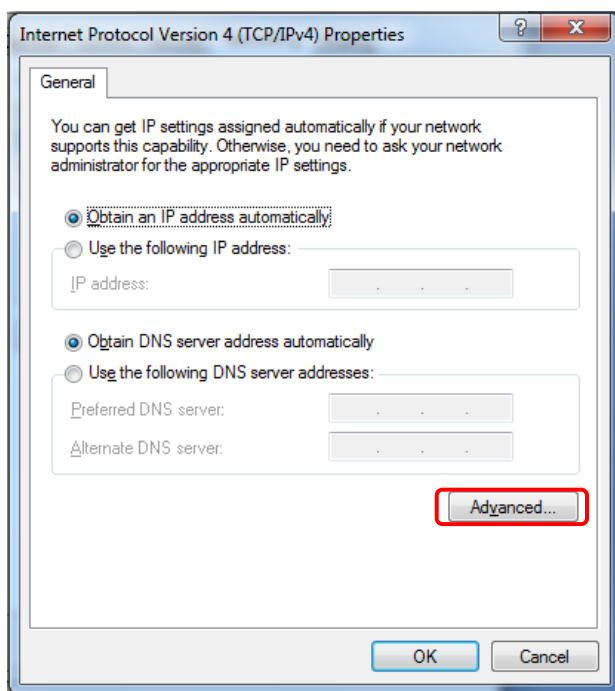 Internet Protocol Version 4 (TCP/IPv4) Properties
?
X
General
You can get IP settings assigned automatically if your network
supports this capability. Otherwise, you need to ask your network
administrator for the appropriate IP settings.
Obtain an IP address automatically
Use the following IP address:
IP address: . . .
Obtain DNS server address automatically
Use the following DNS server addresses:
Preferred DNS server: . . .
Alternate DNS server: . . .
Advanced...
OK Cancel